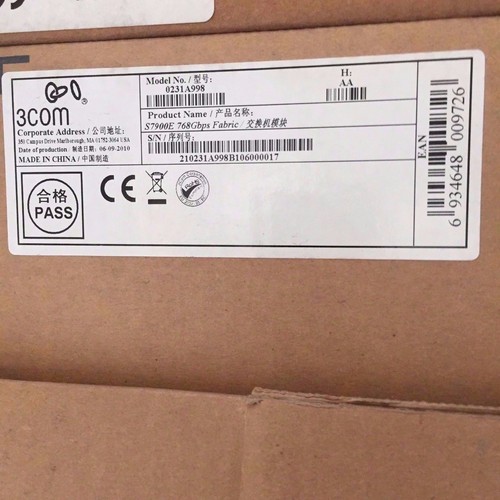 3COM
Corporate Address / 公司地址:
350 Campus Drive Marlborough, MA 01752-3064 USA
Date of production / 制造日期: 06-09-2010
MADE IN CHINA / 中国制造
合格
PASS
Model No. / 型号:
0231A998
H:
AA
Product Name / 产品名称:
S7900E 768Gbps Fabric / 交换机模块
S/N / 序列号:
210231A998B106000017
CE
RoHS
EAN
6 934648 009726